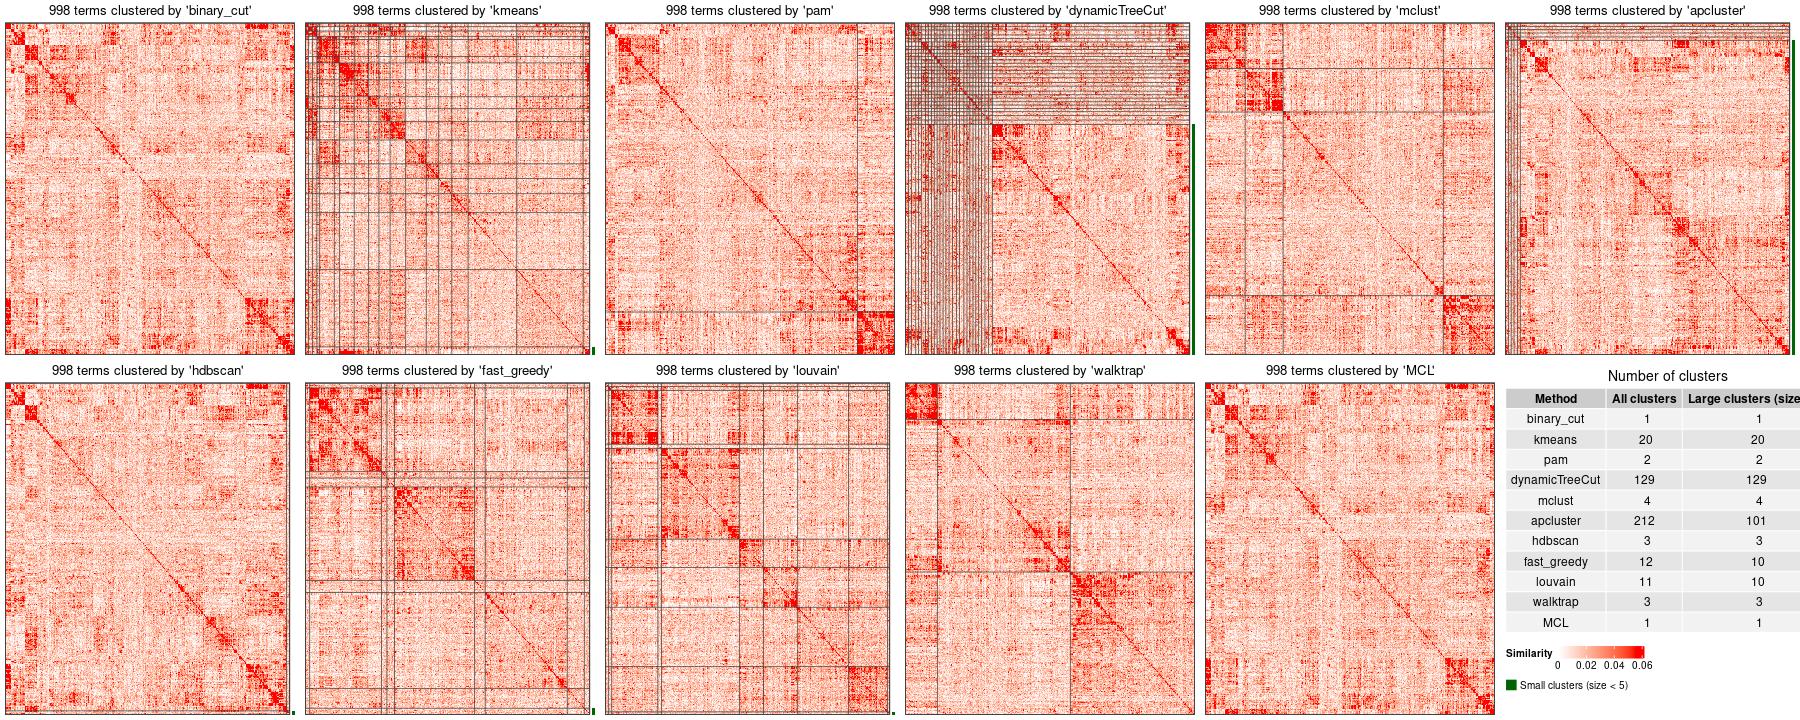 998 terms clustered by 'binary_cut'
998 terms clustered by 'kmeans'
998 terms clustered by 'pam'
998 terms clustered by 'dynamicTreeCut'
998 terms clustered by 'mclust'
998 terms clustered by 'apcluster'
998 terms clustered by 'hdbscan'
998 terms clustered by 'fast_greedy'
998 terms clustered by 'louvain'
998 terms clustered by 'walktrap'
998 terms clustered by 'MCL'
Number of clusters
Method All clusters Large clusters (size
binary_cut 1 1
kmeans 20 20
pam 2 2
dynamicTreeCut 129 129
mclust 4 4
apcluster 212 101
hdbscan 3 3
fast_greedy 12 10
louvain 11 10
walktrap 3 3
MCL 1 1
Similarity
0 0.02 0.04 0.06
Small clusters (size < 5)